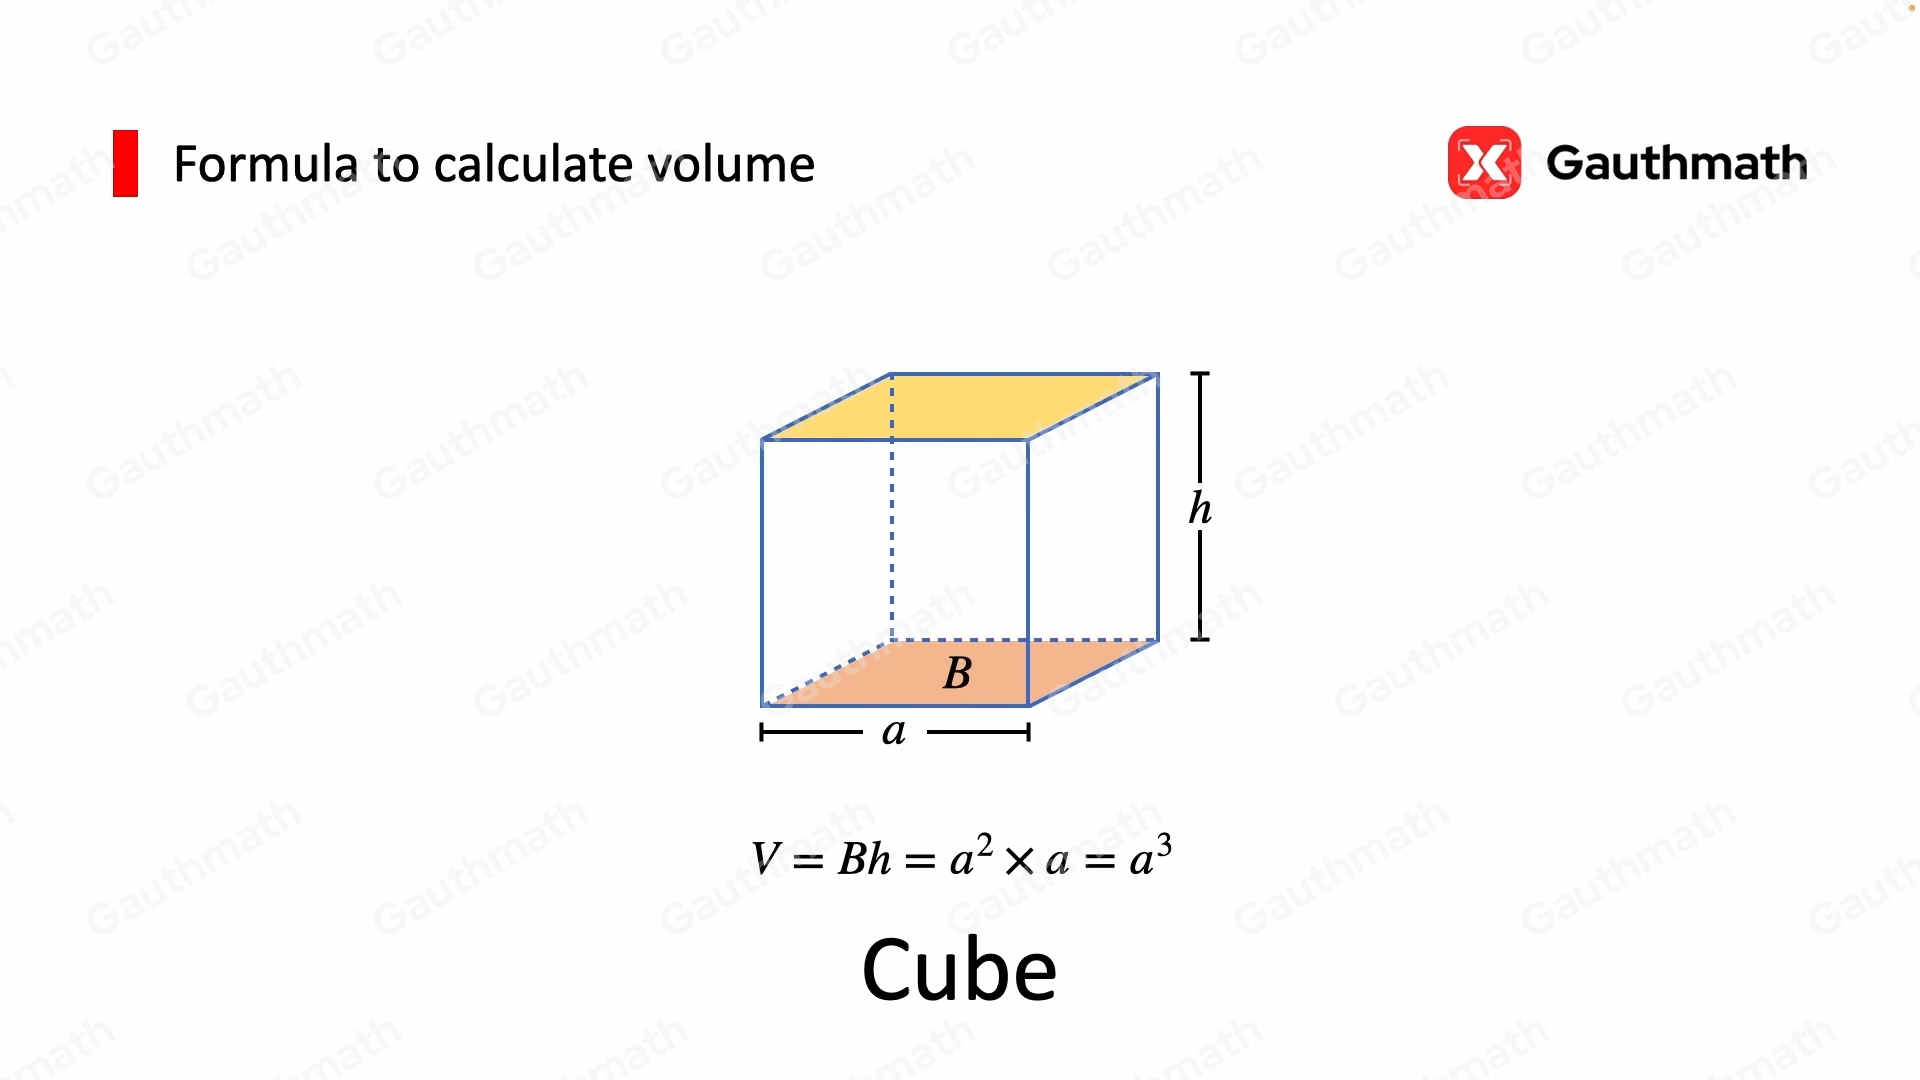 Formula to calculate volume
Gauthmath
h
B
a
V = Bh = a² × a = a³
Cube